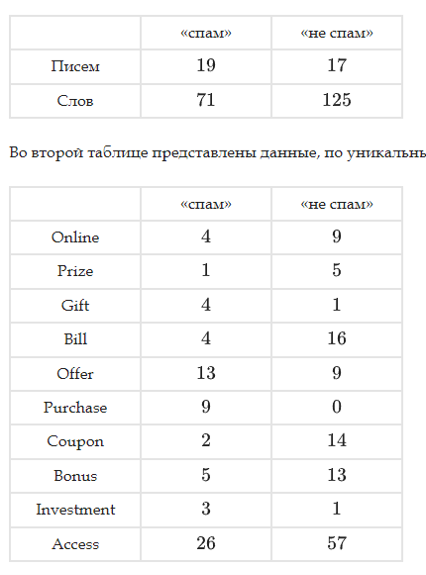 «спам» «не спам»
Писем 19 17
Слов 71 125
Во второй таблице представлены данные, по
«спам» «не спам»
Online 4 9
Prize 1 5
Gift 4 1
Bill 4 16
Offer 13 9
Purchase 9 0
Coupon 2 14
Bonus 5 13
Investment 3 1
Access 26 57